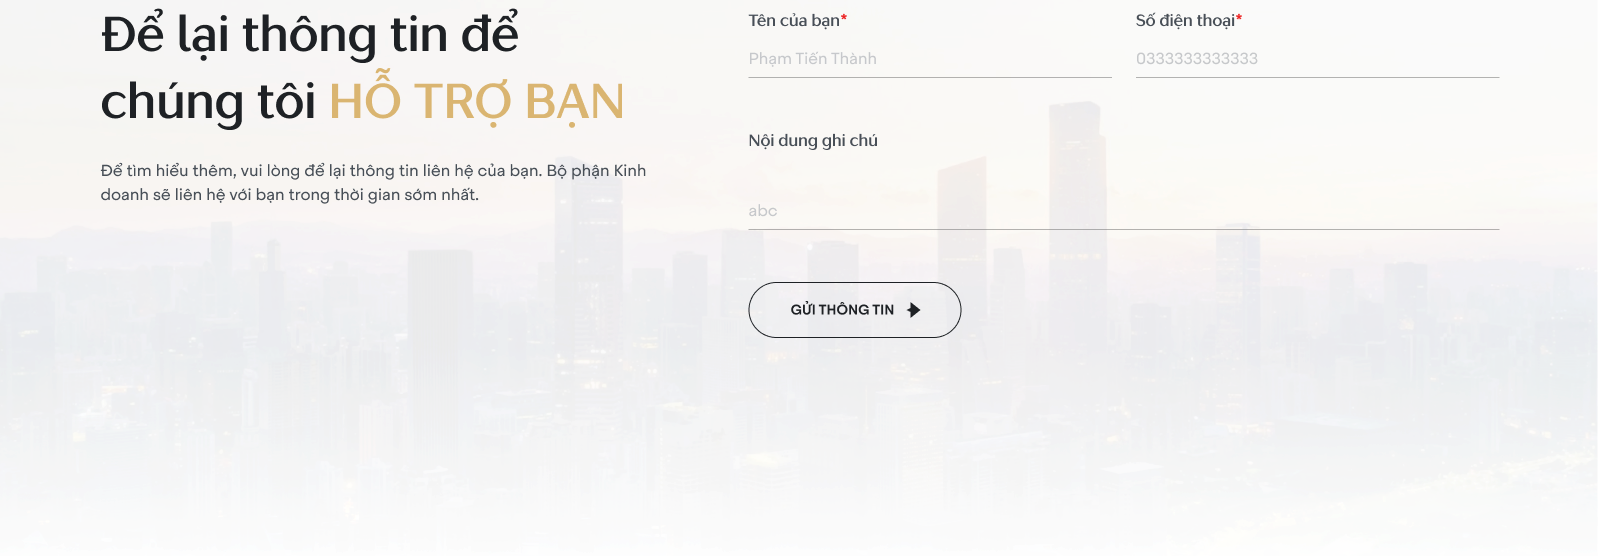 Để lại thông tin để
chúng tôi HỖ TRỢ BẠN
Để tìm hiểu thêm, vui lòng để lại thông tin liên hệ của bạn. Bộ phận Kinh
doanh sẽ liên hệ với bạn trong thời gian sớm nhất.
Tên của bạn*
Phạm Tiến Thành
Số điện thoại*
0333333333333
Nội dung ghi chú
abc
GỬI THÔNG TIN